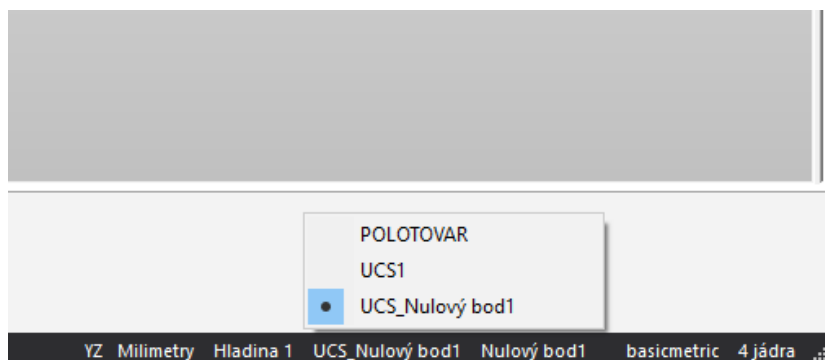 POLOTOVAR
UCS1
UCS_Nulový bod1
YZ Milimetry Hladina 1 UCS_Nulový bod1 Nulový bod1 basicmetric 4 jádra